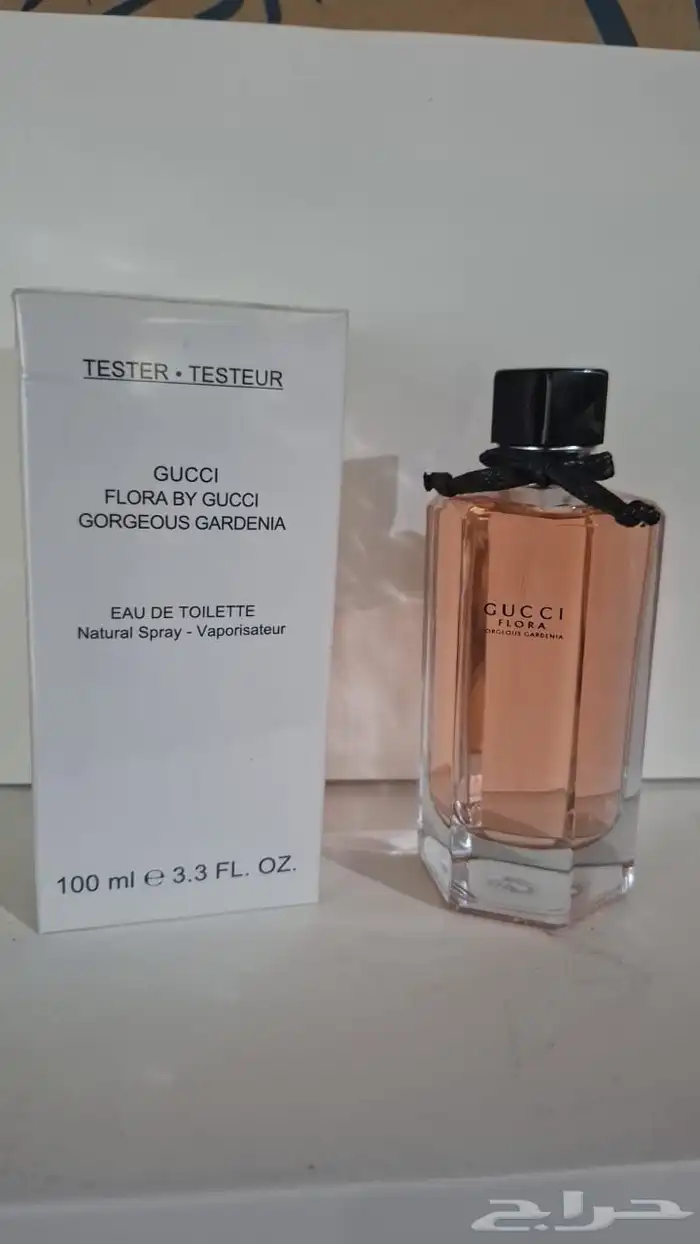 TESTER • TESTEUR
GUCCI
FLORA BY GUCCI
GORGEOUS GARDENIA
EAU DE TOILETTE
Natural Spray - Vaporisateur
100 ml ℮ 3.3 FL. OZ.
GUCCI
FLORA
GORGEOUS GARDENIA
حراج